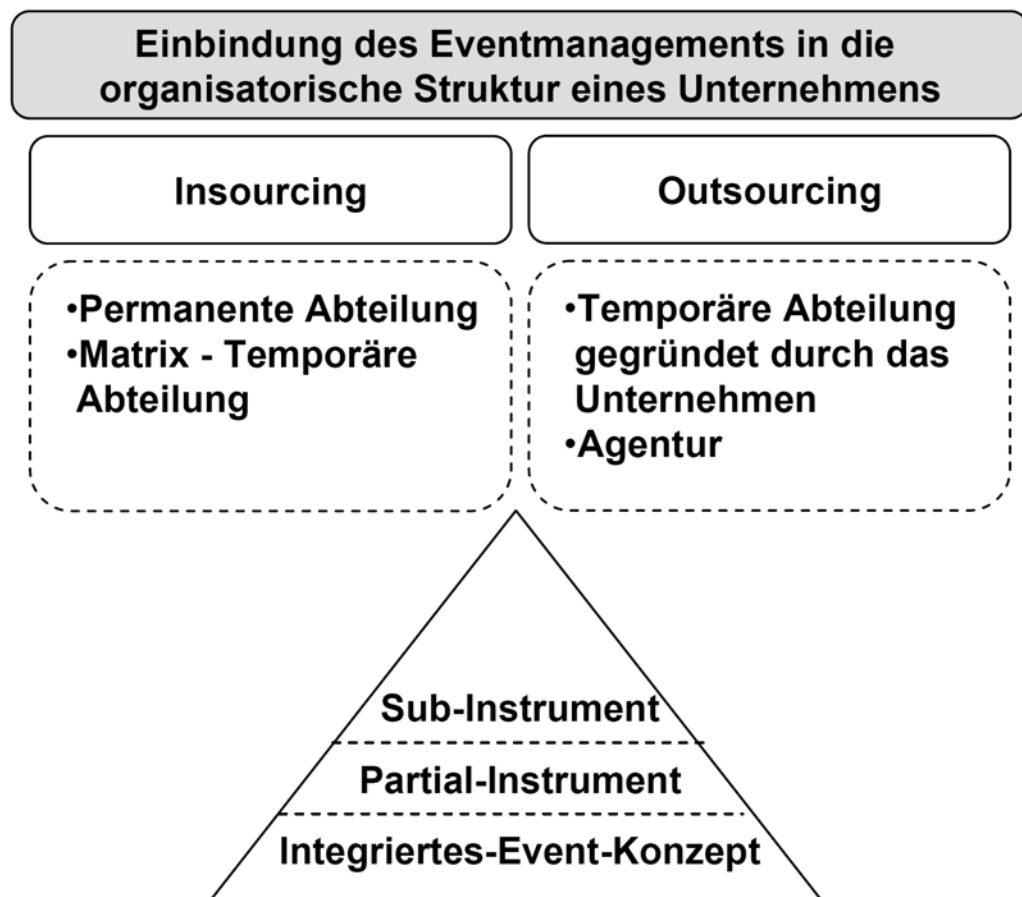 Einbindung des Eventmanagements in die
organisatorische Struktur eines Unternehmens
Insourcing
Outsourcing
•Permanente Abteilung
•Matrix - Temporäre
Abteilung
•Temporäre Abteilung
gegründet durch das
Unternehmen
•Agentur
Sub-Instrument
Partial-Instrument
Integriertes-Event-Konzept